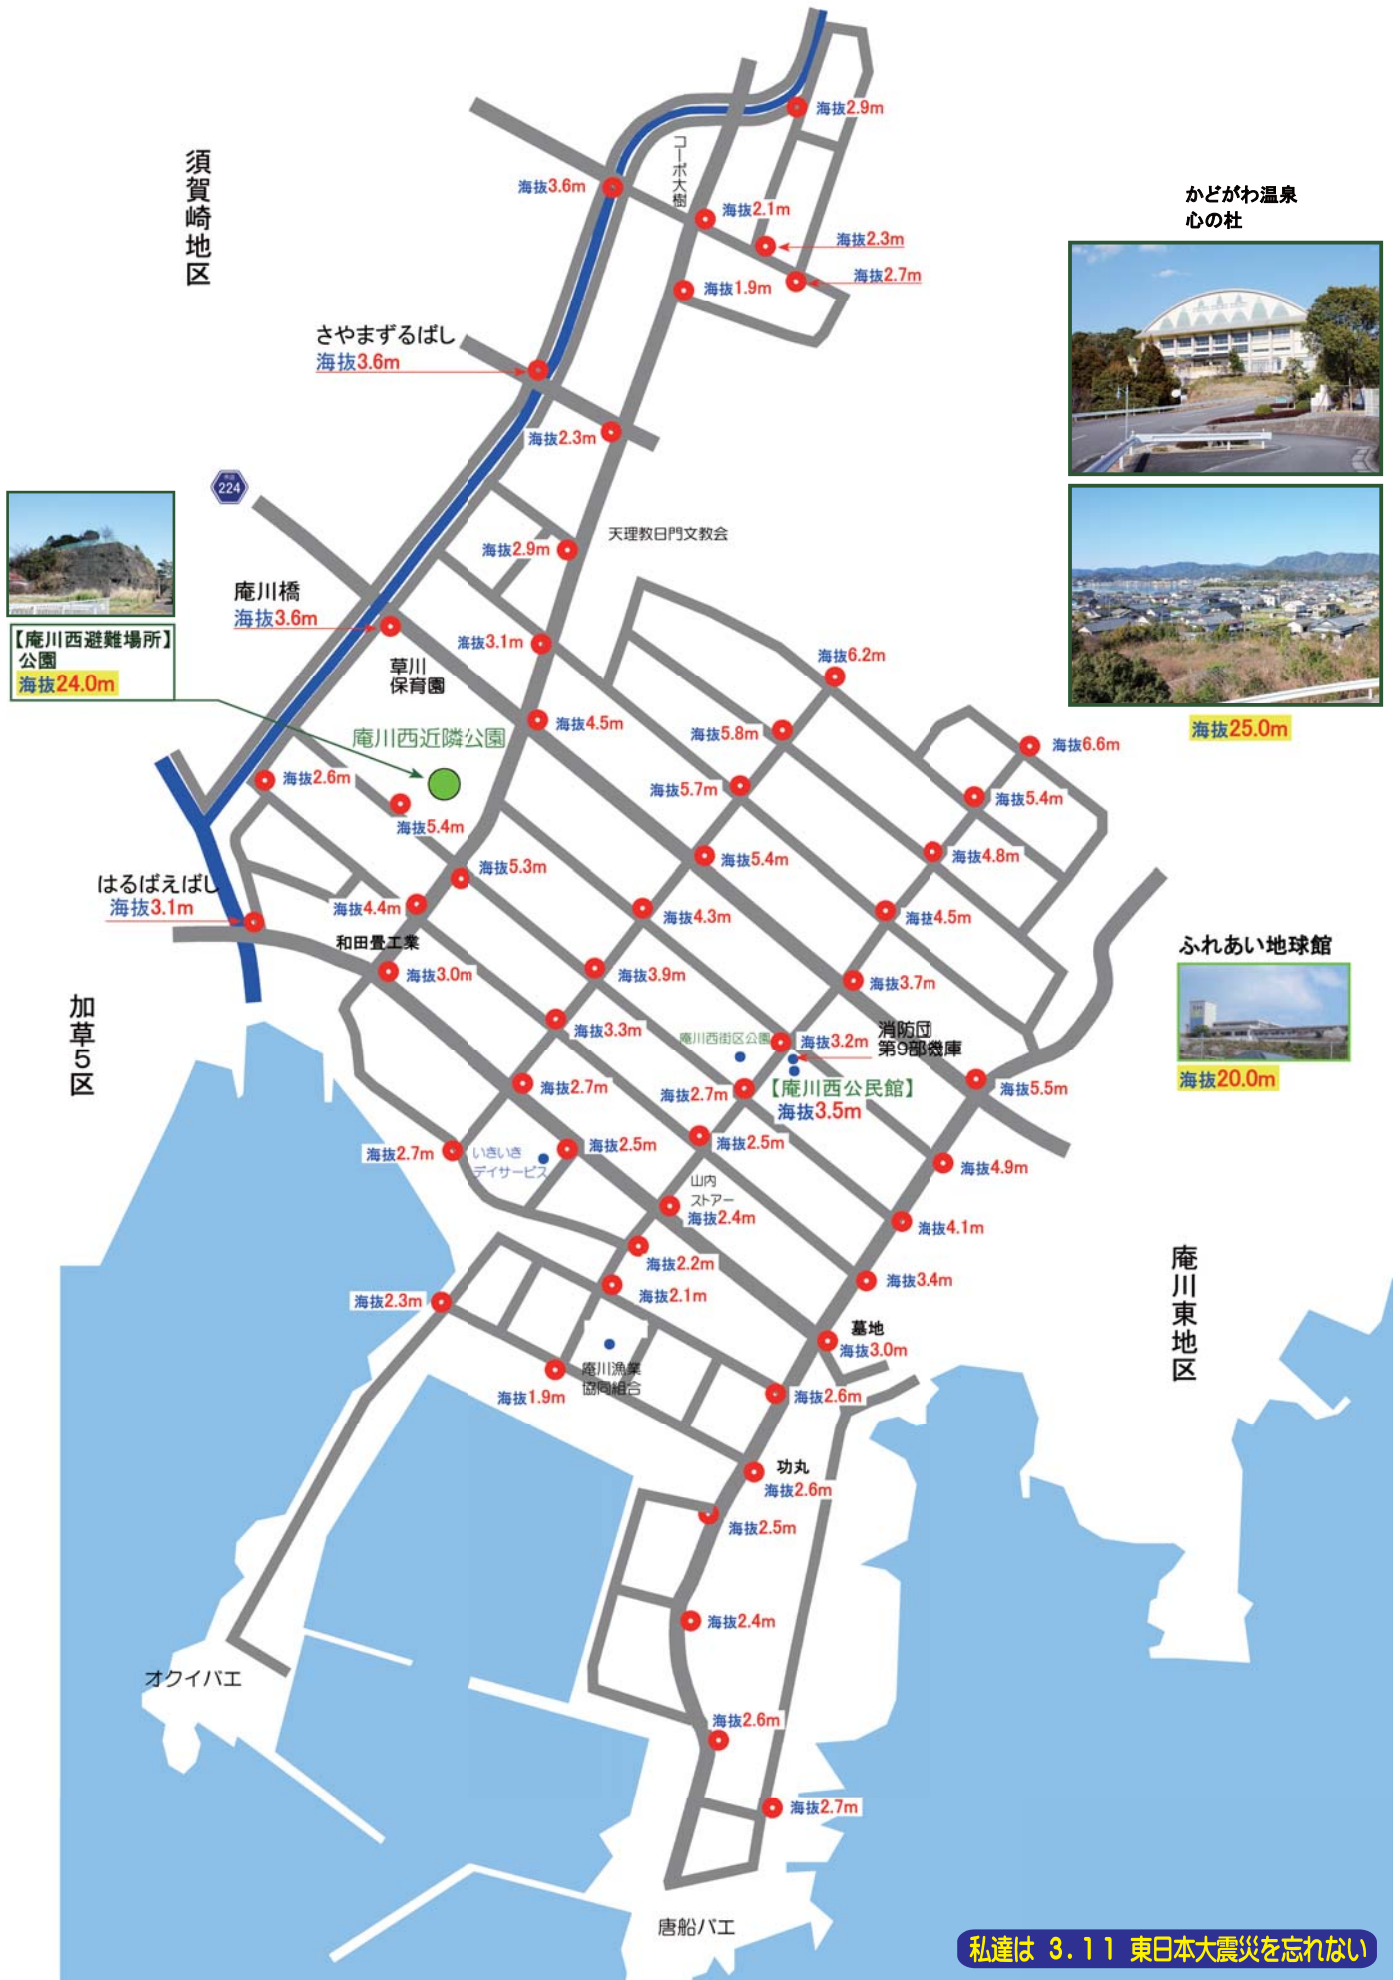 海抜2.9m
須賀崎地区
コーポ大樹
海抜3.6m
かどがわ温泉
心の杜
海抜2.1m
海抜2.3m
海抜2.7m
海抜1.9m
さやまずるばし
海抜3.6m
海抜2.3m
224
天理教日門文教会
海抜2.9m
庵川橋
海抜3.6m
【庵川西避難場所】
公園
海抜24.0m
海抜3.1m
草川
保育園
海抜6.2m
海抜4.5m
海抜5.8m
海抜6.6m
海抜25.0m
庵川西近隣公園
海抜2.6m
海抜5.7m
海抜5.4m
海抜5.4m
海抜5.3m
海抜5.4m
海抜4.8m
はるばえばし
海抜3.1m
海抜4.4m
海抜4.3m
海抜4.5m
和田畳工業
海抜3.0m
海抜3.9m
海抜3.7m
ふれあい地球館
海抜20.0m
加草5区
海抜3.3m
庵川西街区公園
海抜3.2m
消防団
第9部機庫
海抜2.7m
海抜2.7m
【庵川西公民館】
海抜3.5m
海抜5.5m
海抜2.7m
いきいき
デイサービス
海抜2.5m
海抜2.5m
海抜4.9m
山内
ストアー
海抜2.4m
海抜4.1m
海抜2.2m
海抜3.4m
庵川東地区
海抜2.1m
海抜2.3m
墓地
海抜3.0m
庵川漁業
協同組合
海抜1.9m
海抜2.6m
功丸
海抜2.6m
海抜2.5m
海抜2.4m
オクイバエ
海抜2.6m
海抜2.7m
唐船バエ
私達は 3.11 東日本大震災を忘れない